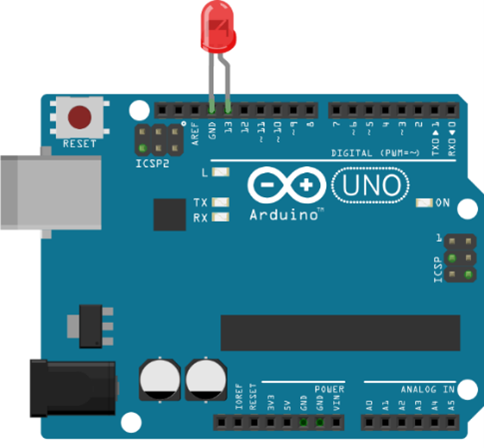 RESET
ICSP2
AREF
GND
13
12
~11
~10
~9
8
7
~6
~5
4
~3
2
TX0▶1
RX0◀0
DIGITAL (PWM=~)
L
TX
RX
UNO
Arduino™
ON
1
ICSP
POWER
ANALOG IN
IOREF
RESET
3V3
5V
GND
GND
VIN
A0
A1
A2
A3
A4
A5